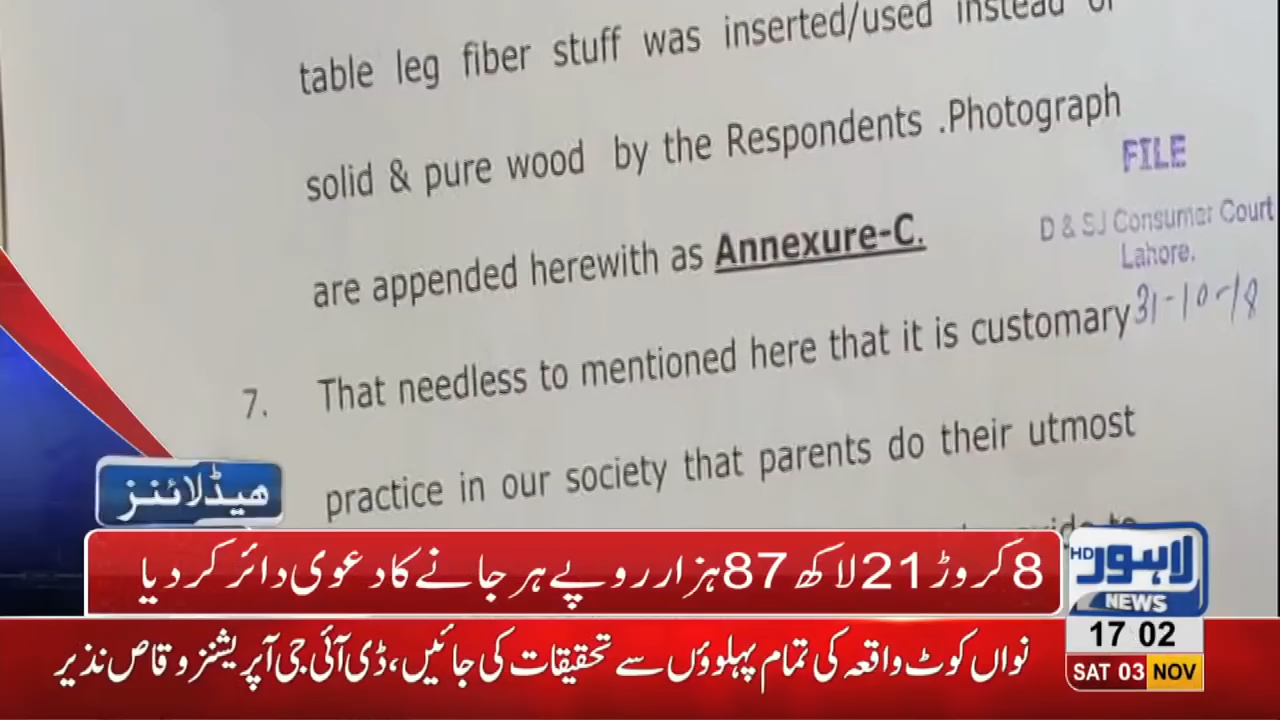 table leg fiber stuff was inserted/used instead of
solid & pure wood by the Respondents .Photograph
FILE
are appended herewith as Annexure-C.
D & SJ Consumer Court
Lahore.
31-10-18
7. That needless to mentioned here that it is customary
practice in our society that parents do their utmost
ھیڈلائنز
8 کروڑ 21 لاکھ 87 ہزار روپے ہرجانے کا دعوی دائر کر دیا
لاہور HD
NEWS
17 02
SAT 03 NOV
نواں کوٹ واقعہ کی تمام پہلوؤں سے تحقیقات کی جائیں، ڈی آئی جی آپریشنز وقاص نذیر